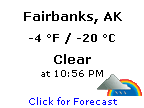 Fairbanks, AK
-4 °F / -20 °C
Clear
at 10:56 PM
Click for Forecast